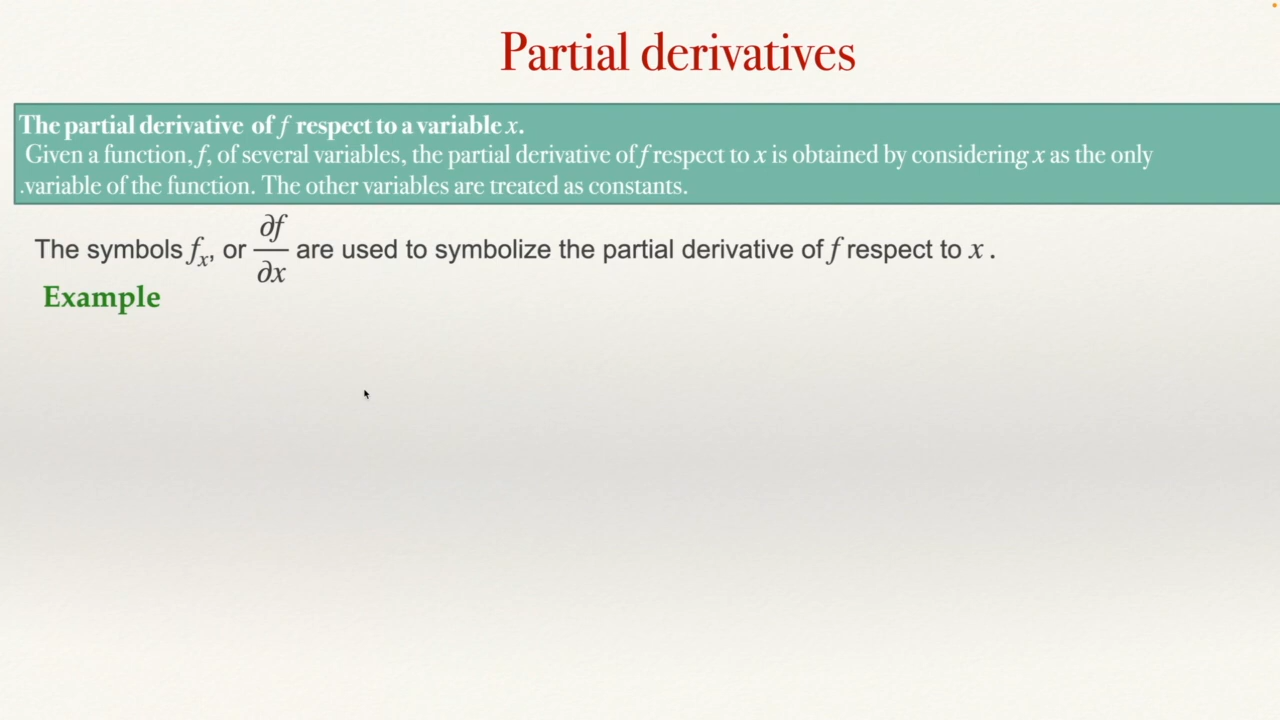 Partial derivatives
The partial derivative of f respect to a variable x.
Given a function, f, of several variables, the partial derivative of f respect to x is obtained by considering x as the only
.variable of the function. The other variables are treated as constants.
The symbols fₓ, or ∂f/∂x are used to symbolize the partial derivative of f respect to x .
Example